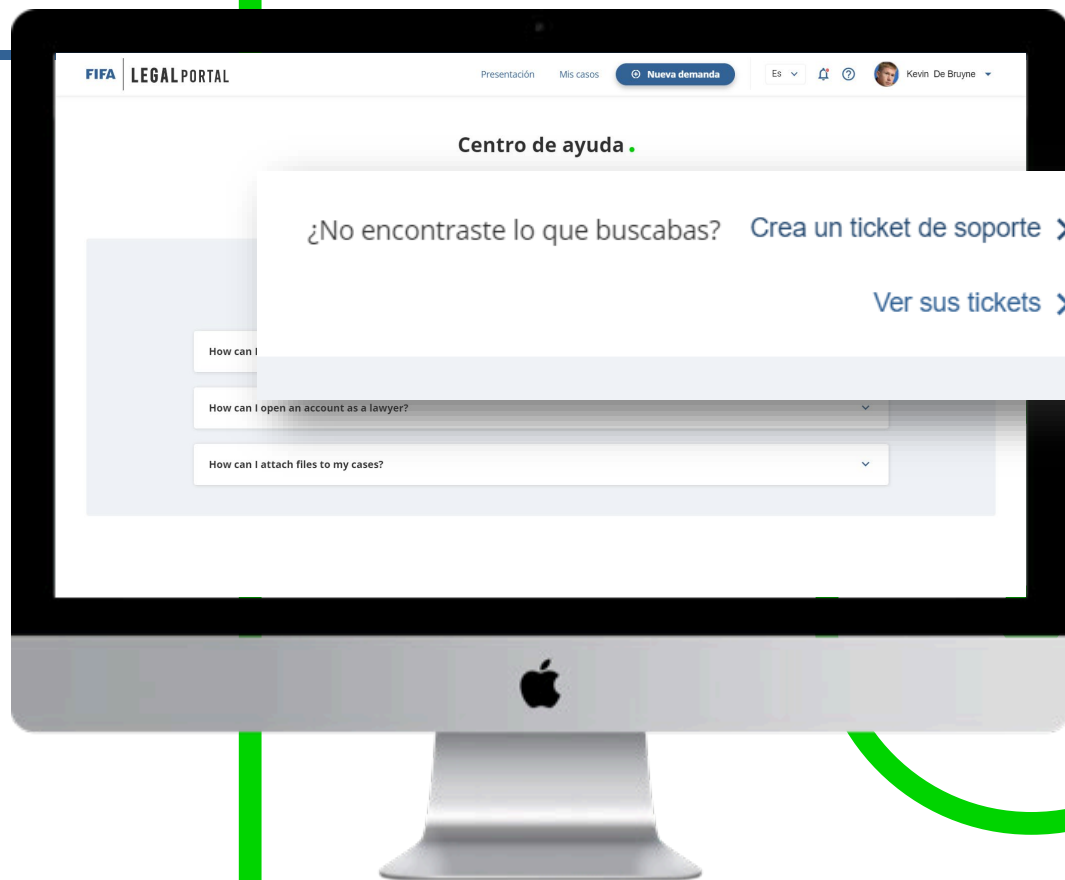 FIFA LEGALPORTAL Presentación Mis casos Nueva demanda Es Kevin De Bruyne
Centro de ayuda.
¿No encontraste lo que buscabas? Crea un ticket de soporte
Ver sus tickets
How can
How can I open an account as a lawyer?
How can I attach files to my cases?